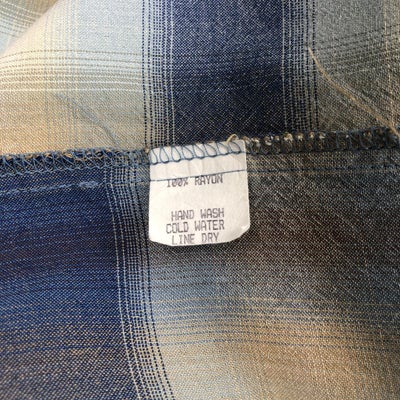 100% RAYON
HAND WASH
COLD WATER
LINE DRY